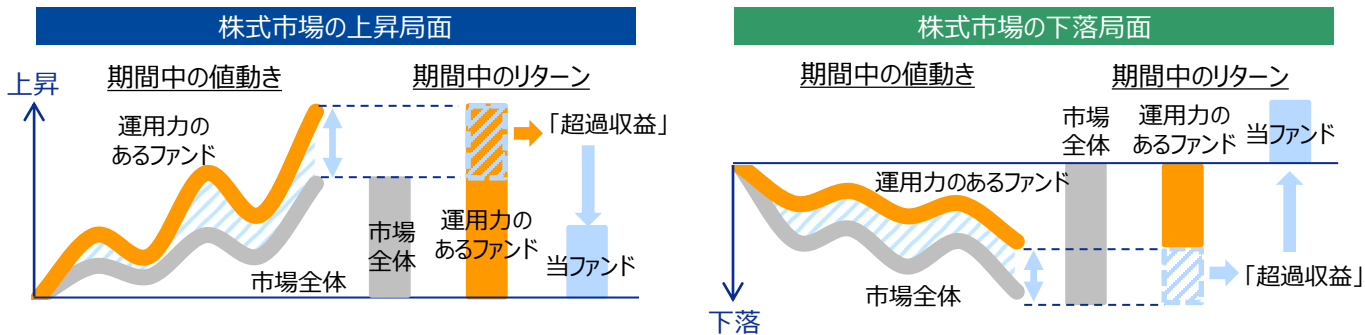 株式市場の上昇局面
期間中の値動き
期間中のリターン
上昇
運用力の
あるファンド
「超過収益」
市場
全体
運用力の
あるファンド
当ファンド
市場全体
株式市場の下落局面
期間中の値動き
期間中のリターン
市場
全体
運用力の
あるファンド
当ファンド
運用力のあるファンド
市場全体
「超過収益」
下落